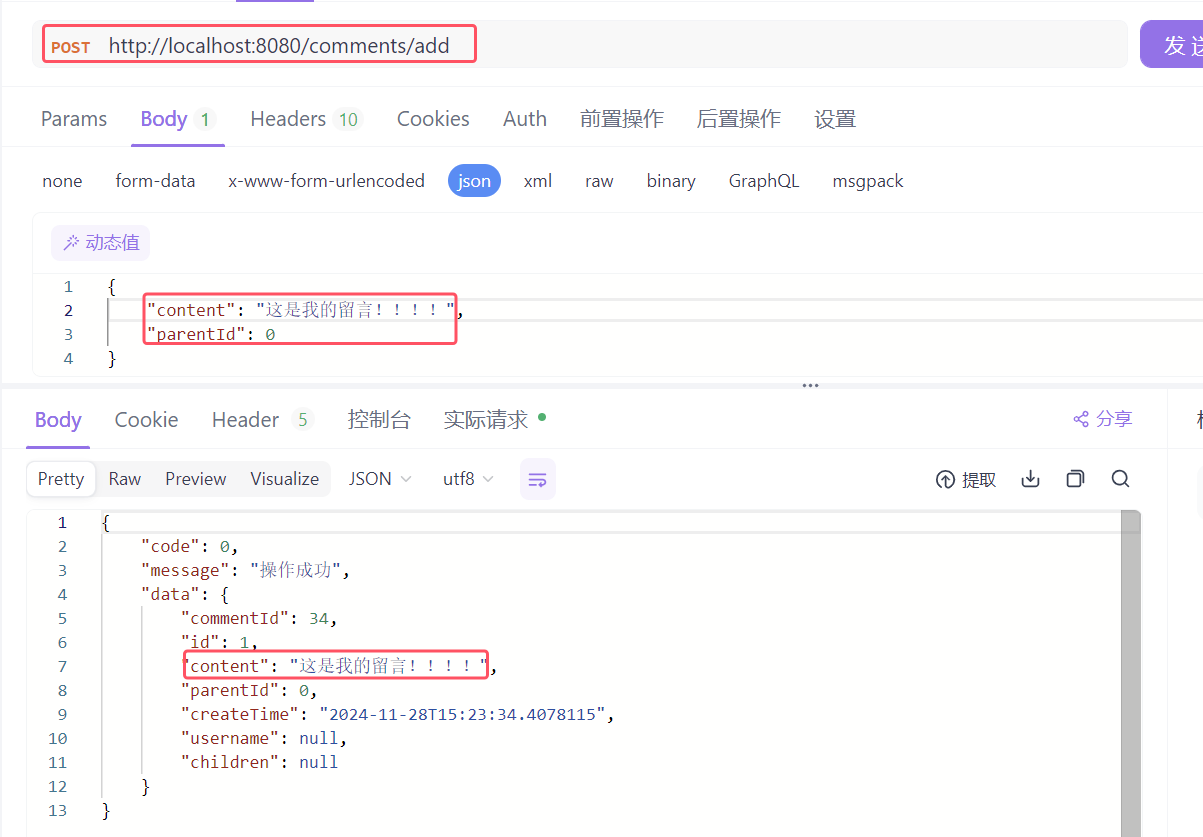 POST http://localhost:8080/comments/add
发送
Params Body 1 Headers 10 Cookies Auth 前置操作 后置操作 设置
none form-data x-www-form-urlencoded json xml raw binary GraphQL msgpack
动态值
1 {
2 "content": "这是我的留言!!!!",
3 "parentId": 0
4 }
Body Cookie Header 5 控制台 实际请求 分享
Pretty Raw Preview Visualize JSON utf8 提取
1 {
2 "code": 0,
3 "message": "操作成功",
4 "data": {
5 "commentId": 34,
6 "id": 1,
7 "content": "这是我的留言!!!!",
8 "parentId": 0,
9 "createTime": "2024-11-28T15:23:34.4078115",
10 "username": null,
11 "children": null
12 }
13 }